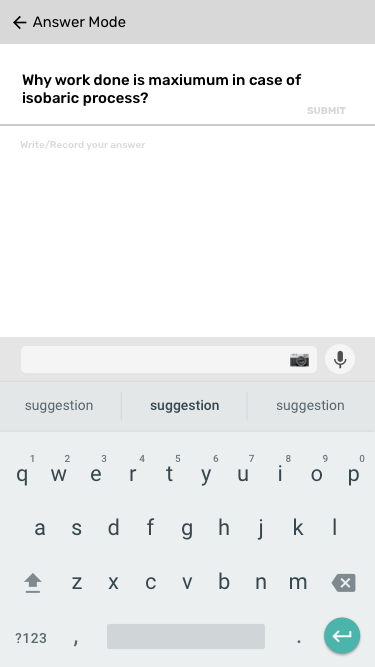 Answer Mode
Why work done is maxiumum in case of
isobaric process?
SUBMIT
Write/Record your answer
suggestion suggestion suggestion
1 2 3 4 5 6 7 8 9 0
q w e r t y u i o p
a s d f g h j k l
z x c v b n m
?123 , .